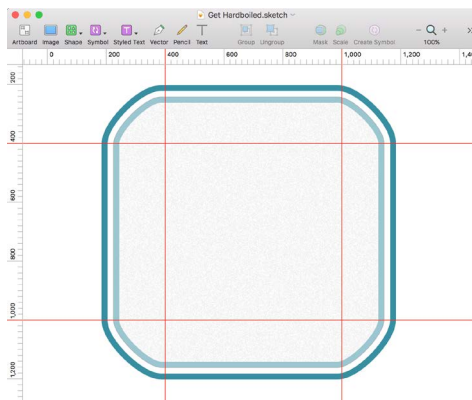 Get Hardboiled.sketch
Artboard Image Shape Symbol Styled Text Vector Pencil Text Group Ungroup Mask Scale Create Symbol 100%
0 200 400 600 800 1,000 1,200
200
400
600
800
1,000
1,200